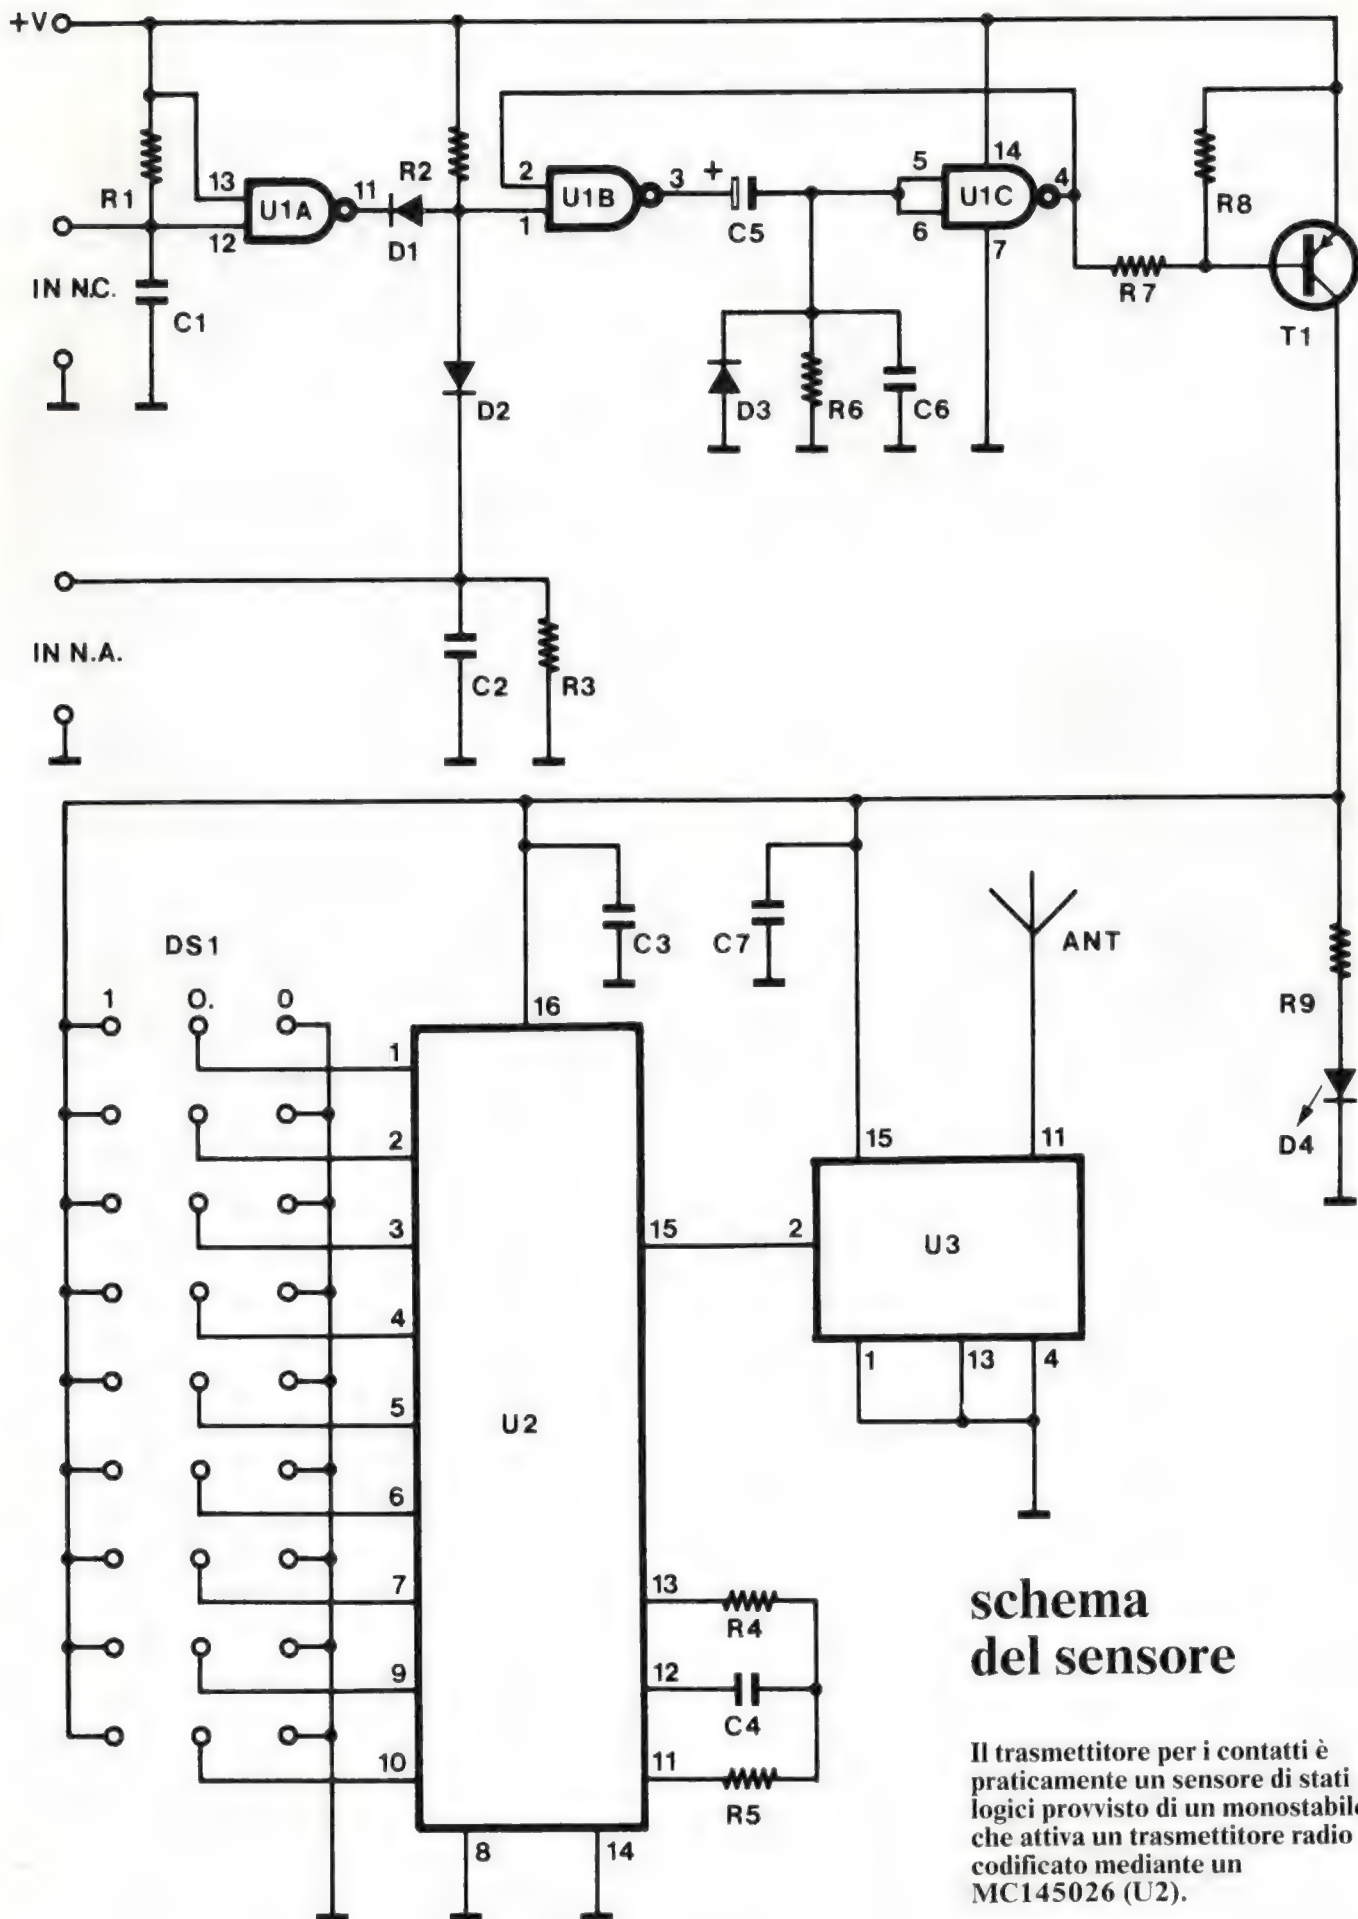 +V
R1
13
12
U1A
11
R2
D1
2
1
U1B
3
+
C5
5
6
U1C
14
4
7
R8
R7
T1
IN N.C.
C1
D2
D3
R6
C6
IN N.A.
C2
R3
DS1
1
O.
0
C3
C7
ANT
R9
D4
16
1
2
3
4
5
6
7
9
10
U2
15
2
15
11
U3
1
13
4
13
R4
12
C4
11
R5
8
14
schema
del sensore
Il trasmettitore per i contatti è
praticamente un sensore di stati
logici provvisto di un monostabile
che attiva un trasmettitore radio
codificato mediante un
MC145026 (U2).